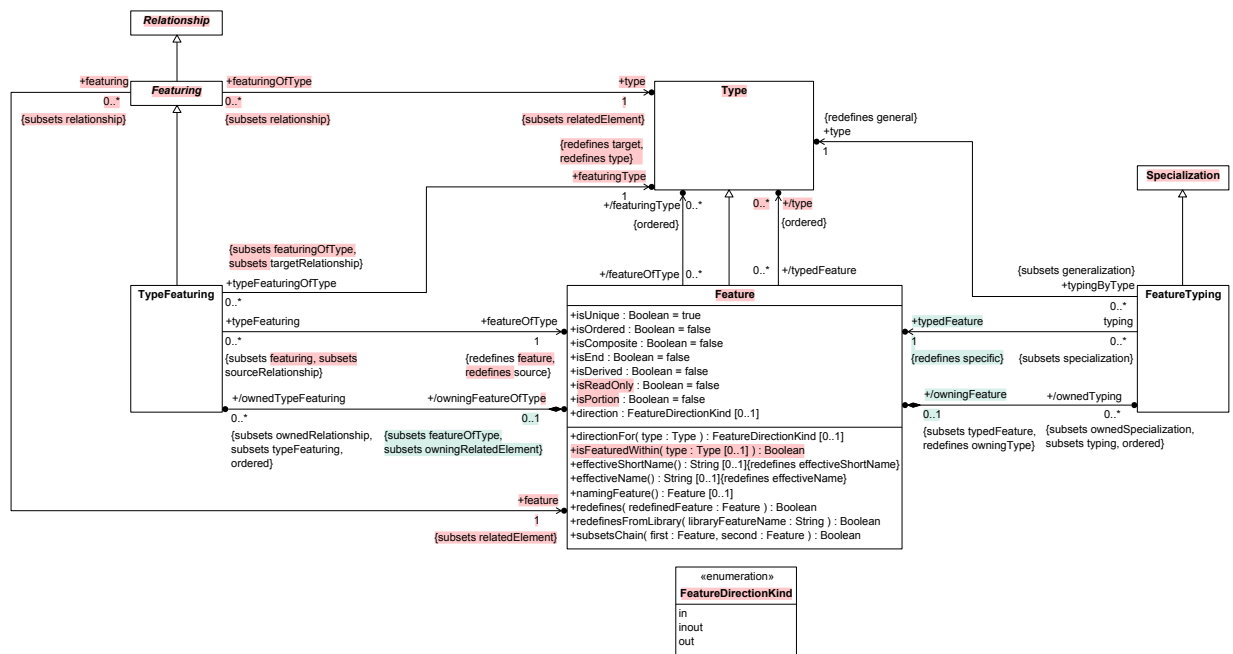 Relationship
+featuring
0..*
{subsets relationship}
Featuring
+featuringOfType
0..*
{subsets relationship}
+type
1
{subsets relatedElement}
Type
{redefines general}
+type
1
{redefines target,
redefines type}
+featuringType
1
+/featuringType
0..*
{ordered}
0..*
+/type
{ordered}
Specialization
{subsets featuringOfType,
subsets targetRelationship}
+typeFeaturingOfType
0..*
+/featureOfType
0..*
0..*
+/typedFeature
{subsets generalization}
+typingByType
0..*
TypeFeaturing
+typeFeaturing
0..*
{subsets featuring, subsets
sourceRelationship}
+featureOfType
1
{redefines feature,
redefines source}
+/ownedTypeFeaturing
0..*
{subsets ownedRelationship,
subsets typeFeaturing,
ordered}
+/owningFeatureOfType
0..1
{subsets featureOfType,
subsets owningRelatedElement}
Feature
+isUnique : Boolean = true
+isOrdered : Boolean = false
+isComposite : Boolean = false
+isEnd : Boolean = false
+isDerived : Boolean = false
+isReadOnly : Boolean = false
+isPortion : Boolean = false
+direction : FeatureDirectionKind [0..1]
+directionFor( type : Type ) : FeatureDirectionKind [0..1]
+isFeaturedWithin( type : Type [0..1] ) : Boolean
+effectiveShortName() : String [0..1]{redefines effectiveShortName}
+effectiveName() : String [0..1]{redefines effectiveName}
+namingFeature() : Feature [0..1]
+redefines( redefinedFeature : Feature ) : Boolean
+redefinesFromLibrary( libraryFeatureName : String ) : Boolean
+subsetsChain( first : Feature, second : Feature ) : Boolean
FeatureTyping
+typedFeature
1
{redefines specific}
typing
0..*
{subsets specialization}
+/owningFeature
0..1
{subsets typedFeature,
redefines owningType}
+/ownedTyping
0..*
{subsets ownedSpecialization,
subsets typing, ordered}
+feature
1
{subsets relatedElement}
«enumeration»
FeatureDirectionKind
in
inout
out